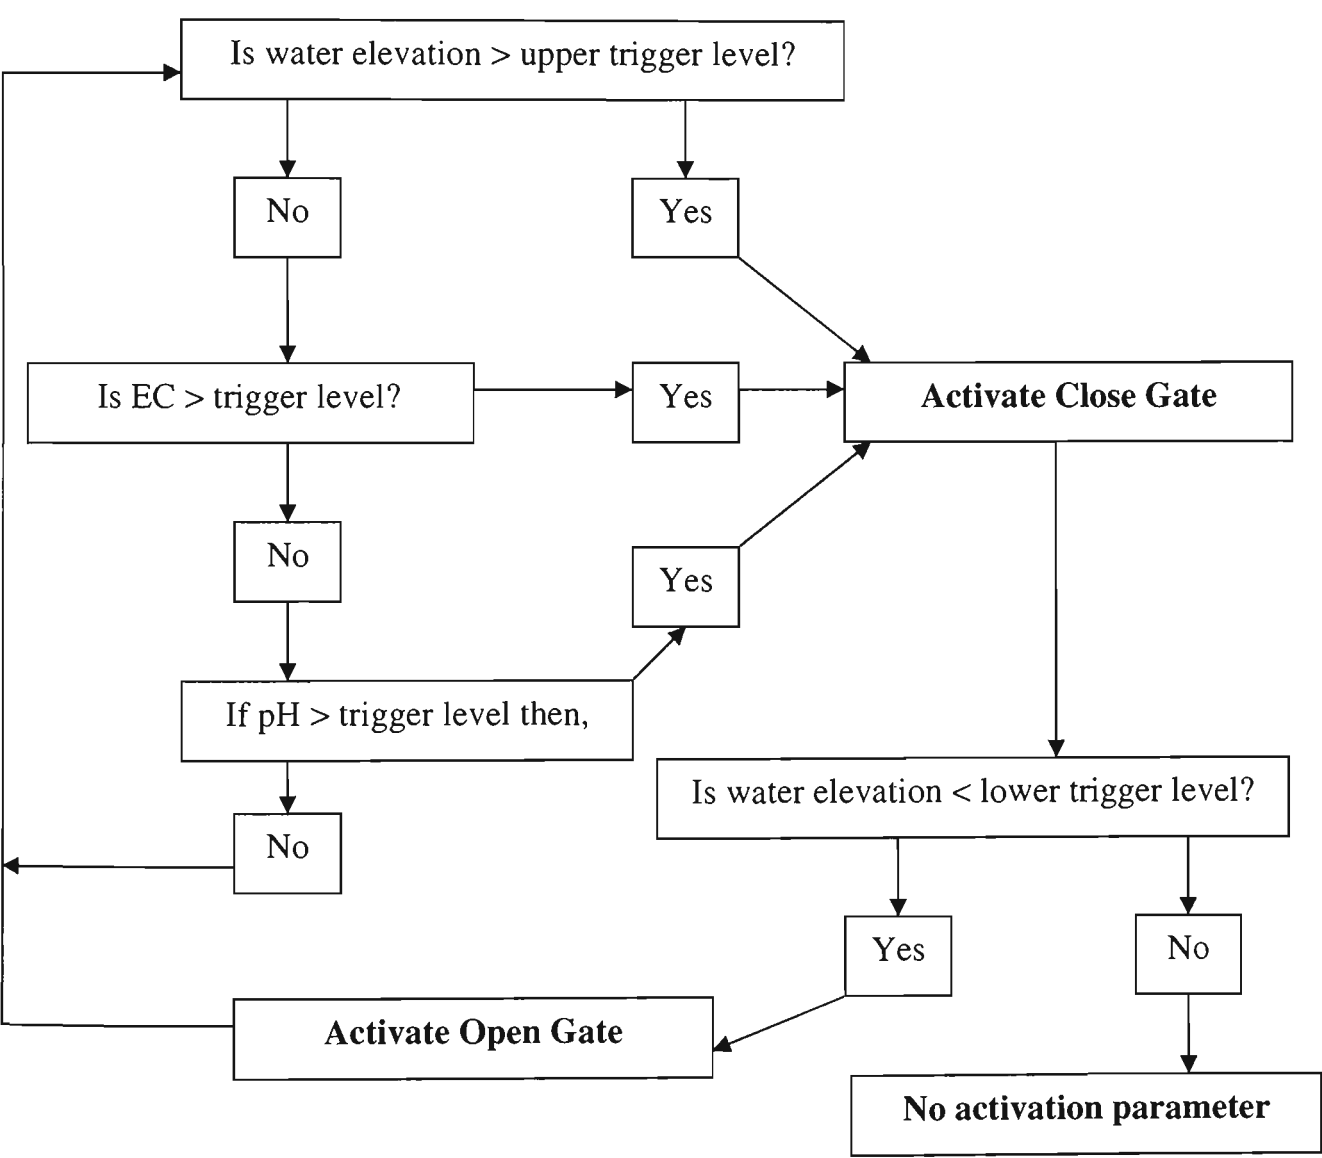 Is water elevation > upper trigger level?
No
Yes
Is EC > trigger level?
Yes
Activate Close Gate
No
Yes
If pH > trigger level then,
Is water elevation < lower trigger level?
No
Yes
No
Activate Open Gate
No activation parameter